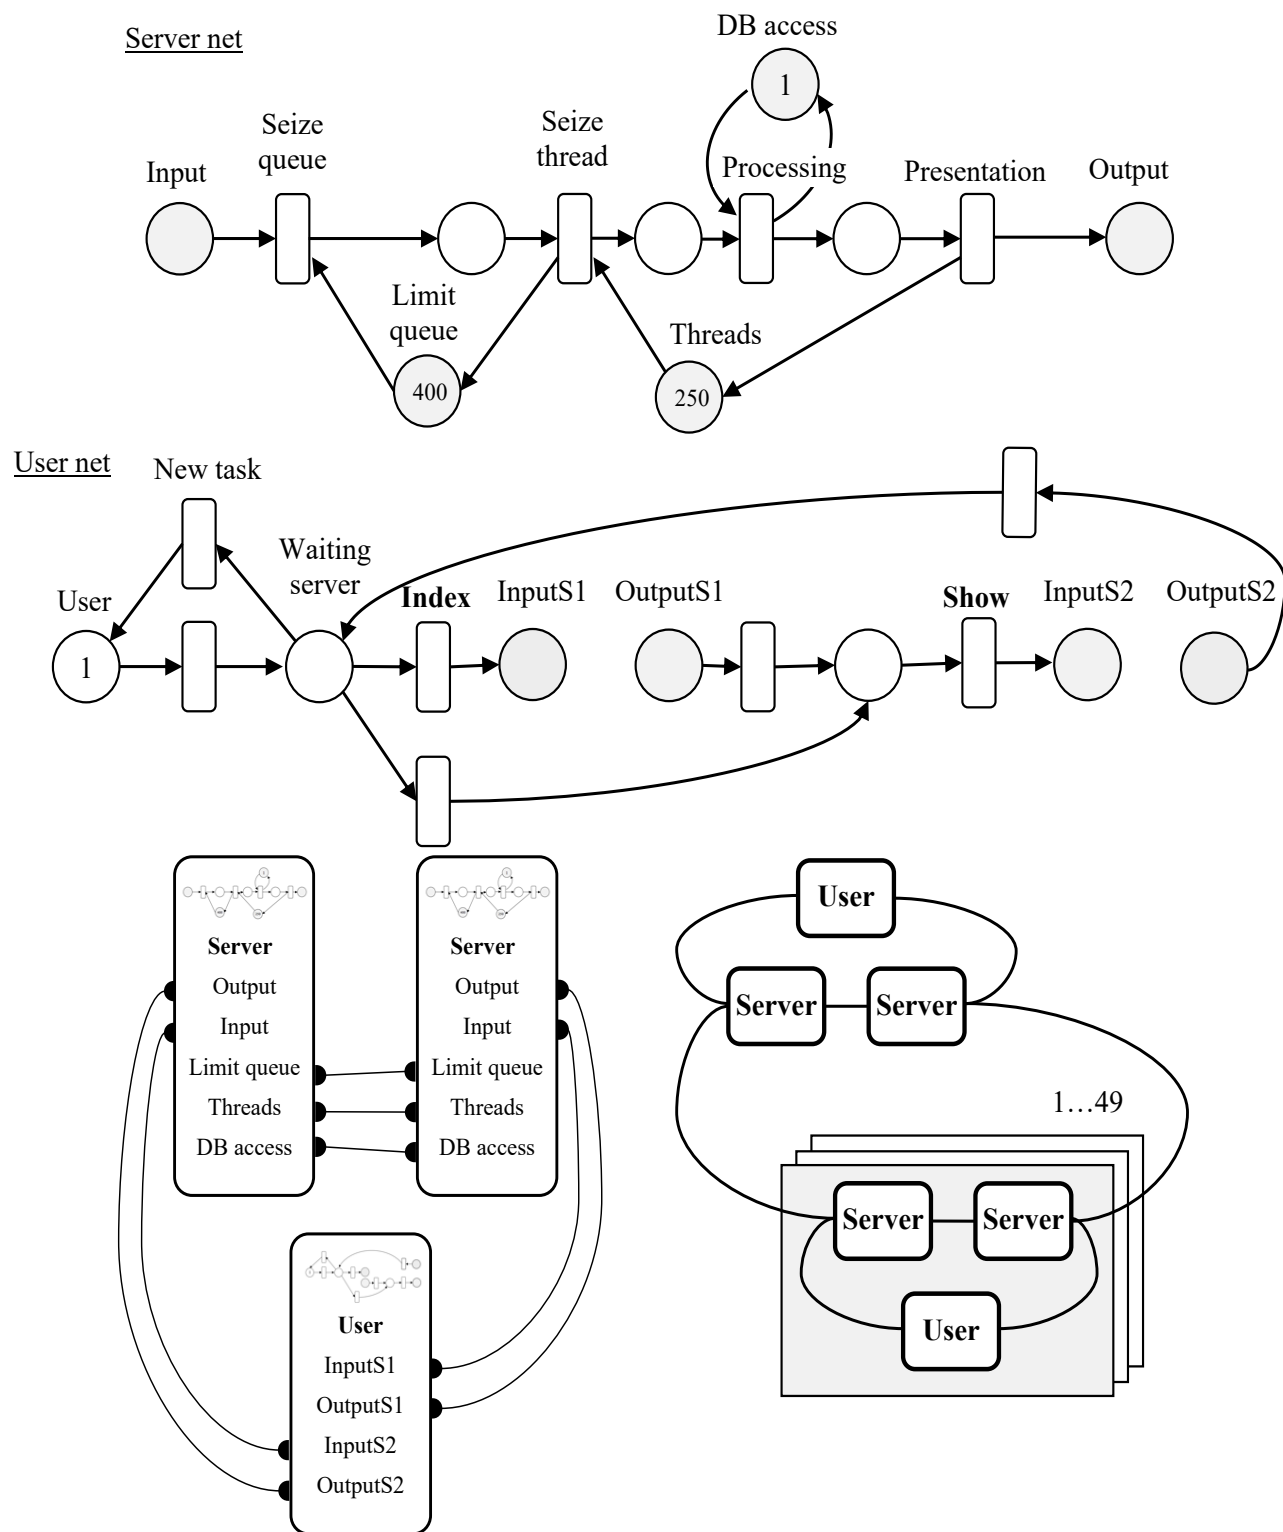 Server net
DB access
1
Seize
queue
Seize
thread
Input
Processing
Presentation
Output
Limit
queue
Threads
400
250
User net
New task
Waiting
server
User
Index
InputS1
OutputS1
Show
InputS2
OutputS2
1
Server
Output
Input
Limit queue
Threads
DB access
Server
Output
Input
Limit queue
Threads
DB access
User
InputS1
OutputS1
InputS2
OutputS2
User
Server
Server
1…49
Server
Server
User